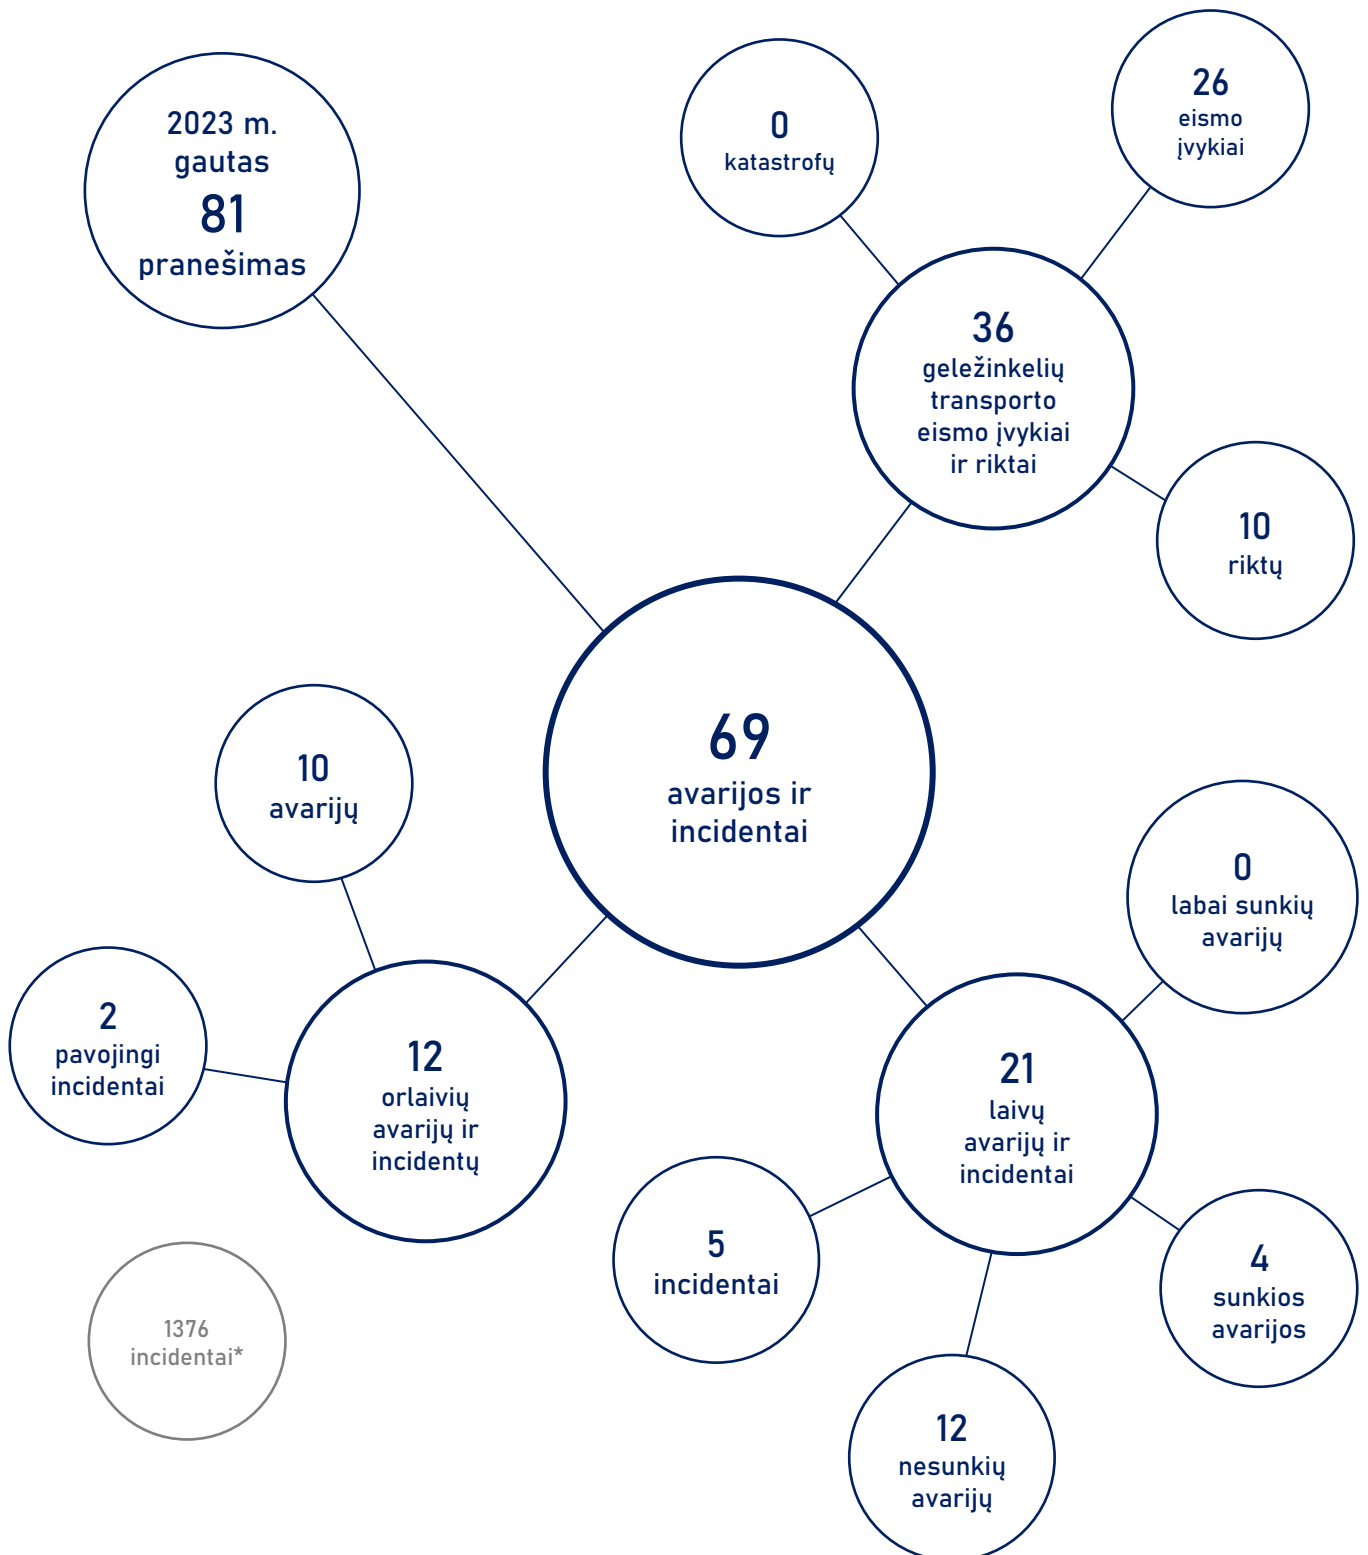 2023 m.
gautas
81
pranešimas
0
katastrofų
26
eismo
įvykiai
36
geležinkelių
transporto
eismo įvykiai
ir riktai
10
riktų
69
avarijos ir
incidentai
10
avarijų
2
pavojingi
incidentai
12
orlaivių
avarijų ir
incidentų
1376
incidentai*
0
labai sunkių
avarijų
21
laivų
avarijų ir
incidentai
5
incidentai
4
sunkios
avarijos
12
nesunkių
avarijų